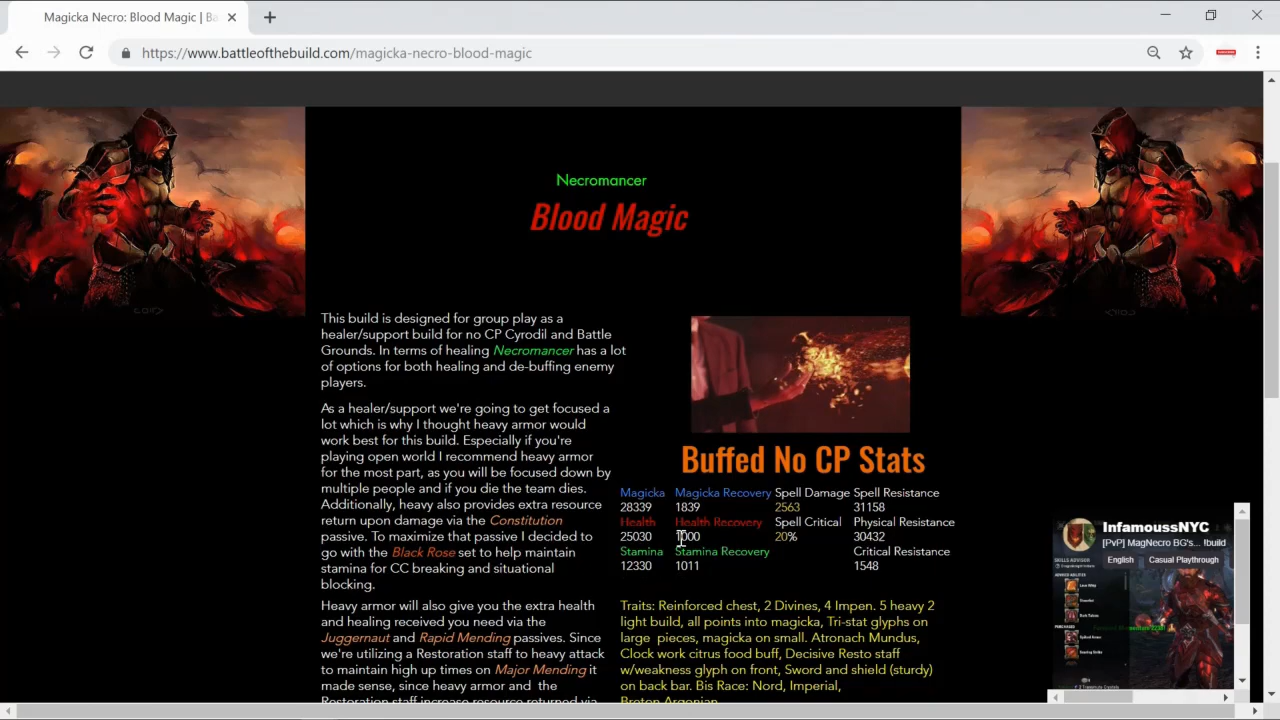 Magicka Necro: Blood Magic | Ba
https://www.battleofthebuild.com/magicka-necro-blood-magic
Necromancer
Blood Magic
This build is designed for group play as a
healer/support build for no CP Cyrodil and Battle
Grounds. In terms of healing Necromancer has a lot
of options for both healing and de-buffing enemy
players.
As a healer/support we're going to get focused a
lot which is why I thought heavy armor would
work best for this build. Especially if you're
playing open world I recommend heavy armor
for the most part, as you will be focused down by
multiple people and if you die the team dies.
Additionally, heavy also provides extra resource
return upon damage via the Constitution
passive. To maximize that passive I decided to
go with the Black Rose set to help maintain
stamina for CC breaking and situational
blocking.
Heavy armor will also give you the extra health
and healing received you need via the
Juggernaut and Rapid Mending passives. Since
we're utilizing a Restoration staff to heavy attack
to maintain high up times on Major Mending it
made sense, since heavy armor and the
Restoration staff increase resource returned via
Buffed No CP Stats
Magicka Magicka Recovery Spell Damage Spell Resistance
28339 1839 2563 31158
Health Health Recovery Spell Critical Physical Resistance
25030 1000 20% 30432
Stamina Stamina Recovery Critical Resistance
12330 1011 1548
Traits: Reinforced chest, 2 Divines, 4 Impen. 5 heavy 2
light build, all points into magicka, Tri-stat glyphs on
large pieces, magicka on small. Atronach Mundus,
Clock work citrus food buff, Decisive Resto staff
w/weakness glyph on front, Sword and shield (sturdy)
on back bar. Bis Race: Nord, Imperial,
Breton Argonian
InfamoussNYC
[PvP] MagNecro BG's... !build
English Casual Playthrough
SKILLS ADVISOR